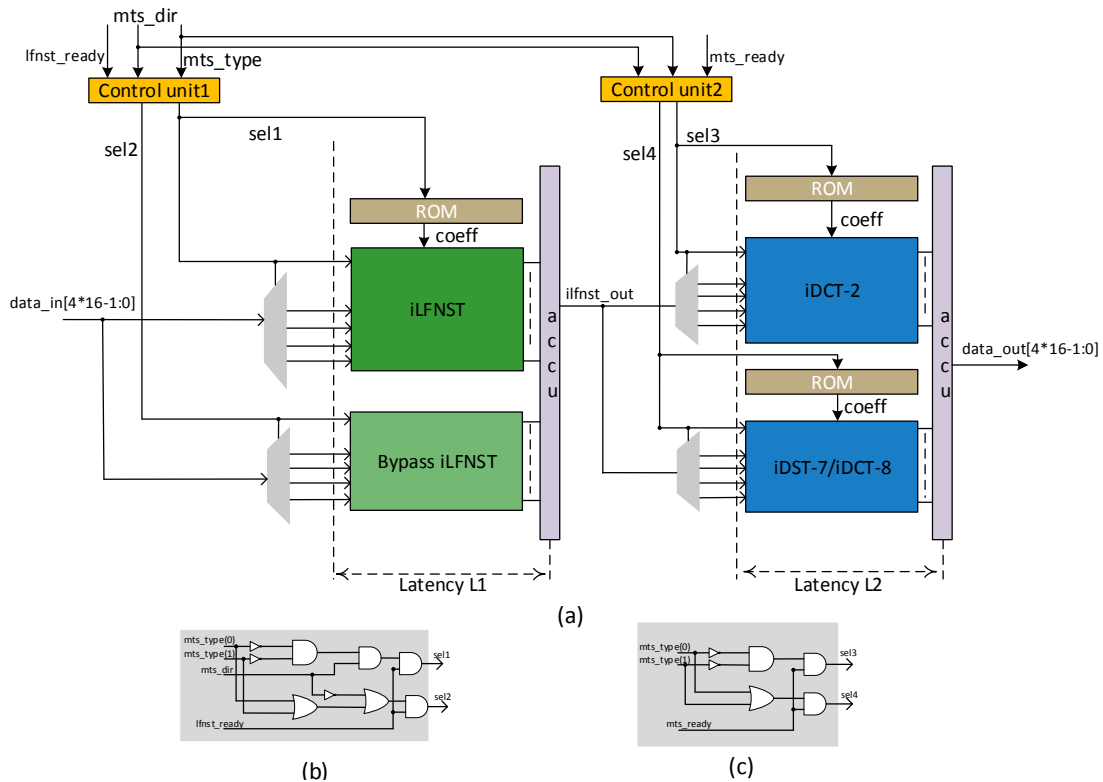 mts_dir
lfnst_ready
mts_type
mts_ready
Control unit1
Control unit2
sel1
sel2
sel3
sel4
ROM
coeff
ROM
coeff
data_in[4*16-1:0]
iLFNST
accu
ilfnst_out
iDCT-2
accu
data_out[4*16-1:0]
ROM
coeff
Bypass iLFNST
iDST-7/iDCT-8
Latency L1
Latency L2
(a)
mts_type(0)
mts_type(1)
mts_dir
lfnst_ready
sel1
sel2
mts_type(0)
mts_type(1)
mts_ready
sel3
sel4
(b)
(c)